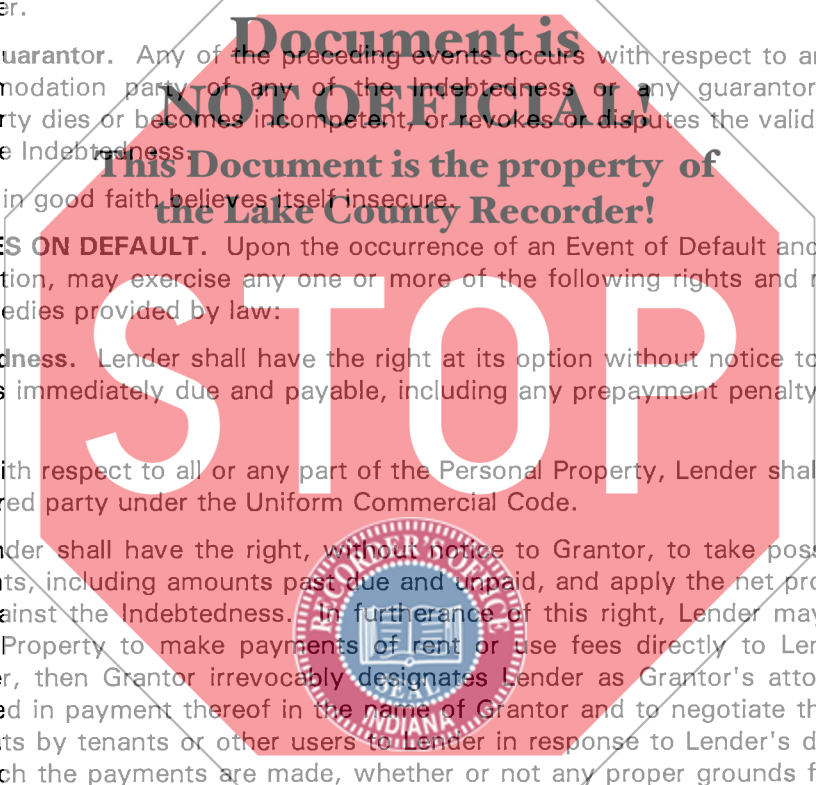 er.
Document is
uarantor. Any of the preceding events occurs with respect to an
modation party of any of the Indebtedness or any guarantor
NOT OFFICIAL!
rty dies or becomes incompetent, or revokes or disputes the valid
e Indebtedness.
This Document is the property of
in good faith believes itself insecure.
the Lake County Recorder!
ES ON DEFAULT. Upon the occurrence of an Event of Default and
tion, may exercise any one or more of the following rights and r
edies provided by law:
STOP
dness. Lender shall have the right at its option without notice to
s immediately due and payable, including any prepayment penalty
ith respect to all or any part of the Personal Property, Lender shal
red party under the Uniform Commercial Code.
nder shall have the right, without notice to Grantor, to take poss
nts, including amounts past due and unpaid, and apply the net pro
ainst the Indebtedness. In furtherance of this right, Lender may
Property to make payments of rent or use fees directly to Len
er, then Grantor irrevocably designates Lender as Grantor's atto
ed in payment thereof in the name of Grantor and to negotiate th
nts by tenants or other users to Lender in response to Lender's d
ch the payments are made, whether or not any proper grounds f
RECORDER'S OFFICE
SEAL
INDIANA